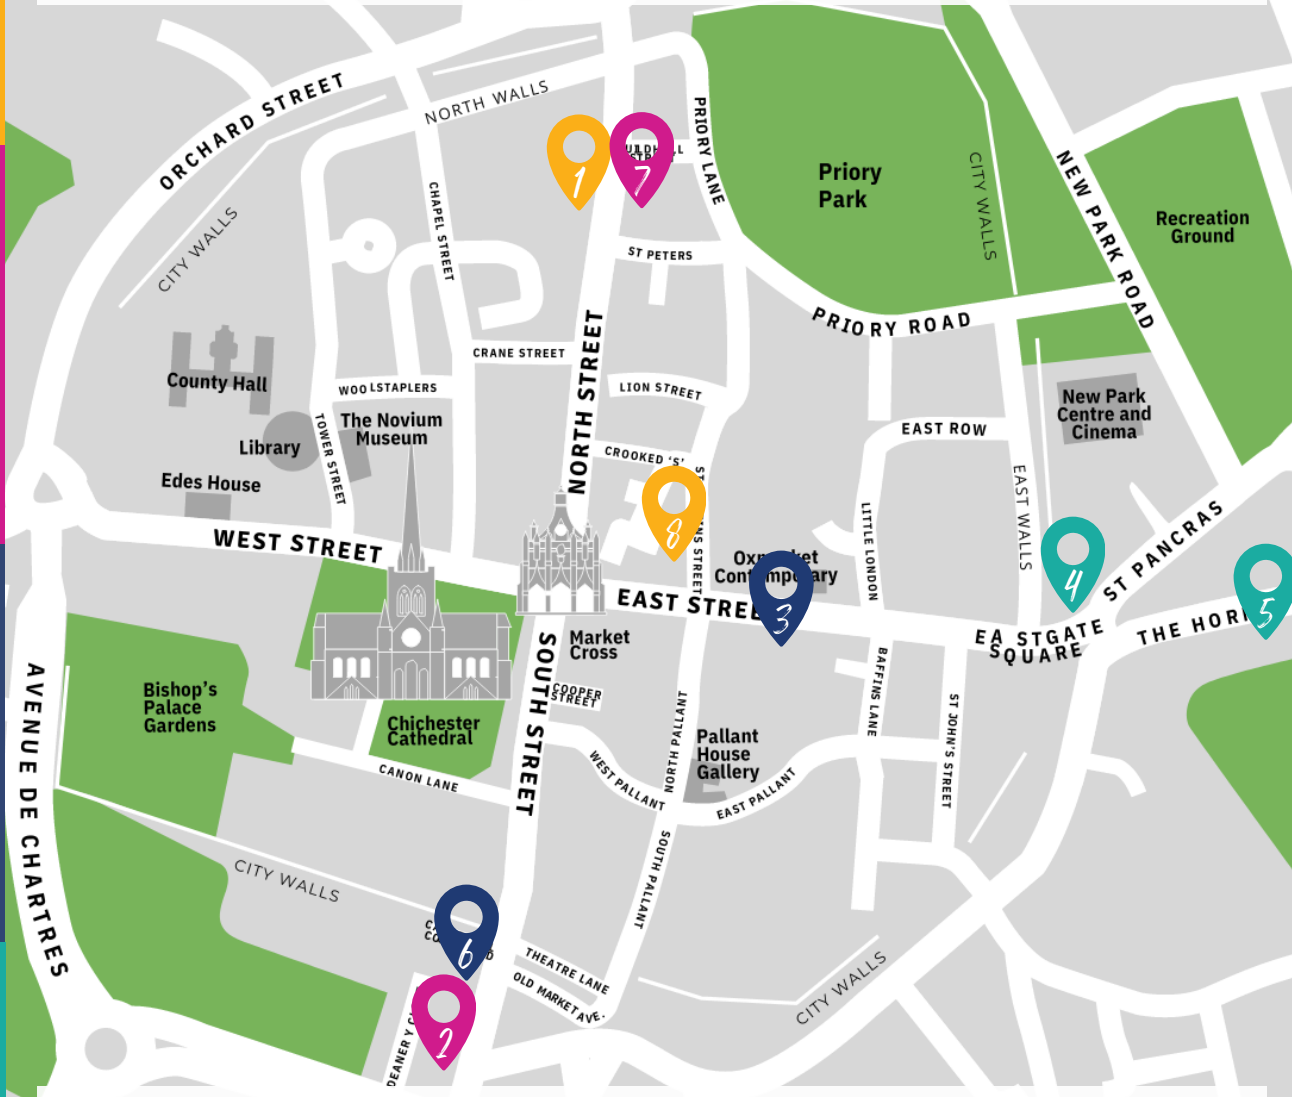 ORCHARD STREET
NORTH WALLS
PRIORY LANE
1
7
CITY WALLS
CHAPEL STREET
Priory
Park
CITY WALLS
NEW PARK ROAD
Recreation
Ground
ST PETERS
PRIORY ROAD
NORTH STREET
CRANE STREET
County Hall
WOOLSTAPLERS
LION STREET
The Novium
Museum
New Park
Centre and
Cinema
Library
TOWER STREET
EAST ROW
CROOKED ‘S’
Edes House
EAST WALLS
8
LITTLE LONDON
WEST STREET
Oxmarket
Contemporary
4
ST PANCRAS
EAST STREET
3
5
EASTGATE
SQUARE
THE HORN
Market
Cross
SOUTH STREET
BAFFINS LANE
AVENUE DE CHARTRES
Bishop’s
Palace
Gardens
COOPER
STREET
NORTH PALLANT
ST JOHN'S STREET
Chichester
Cathedral
Pallant
House
Gallery
CANON LANE
WEST PALLANT
EAST PALLANT
SOUTH PALLANT
CITY WALLS
6
THEATRE LANE
OLD MARKET AVE.
CITY WALLS
2
DEANERY